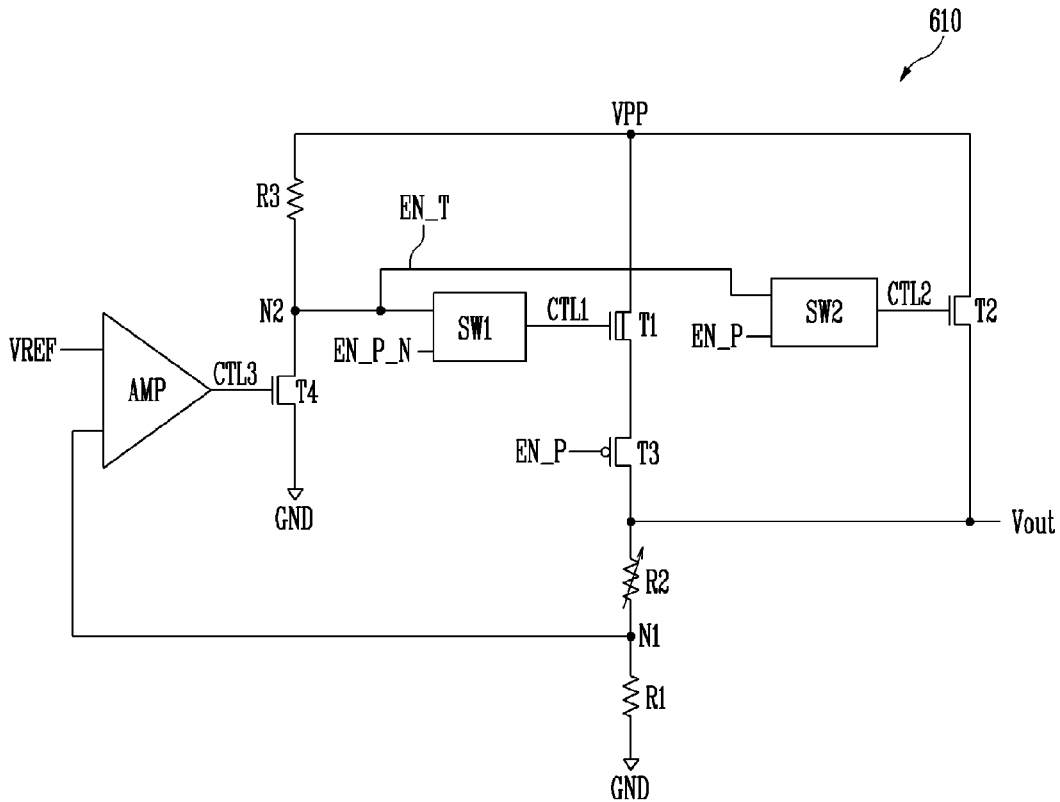 610
VPP
R3
EN_T
N2
SW1
CTL1
T1
SW2
CTL2
T2
EN_P_N
EN_P
VREF
AMP
CTL3
T4
EN_P
T3
GND
Vout
R2
N1
R1
GND